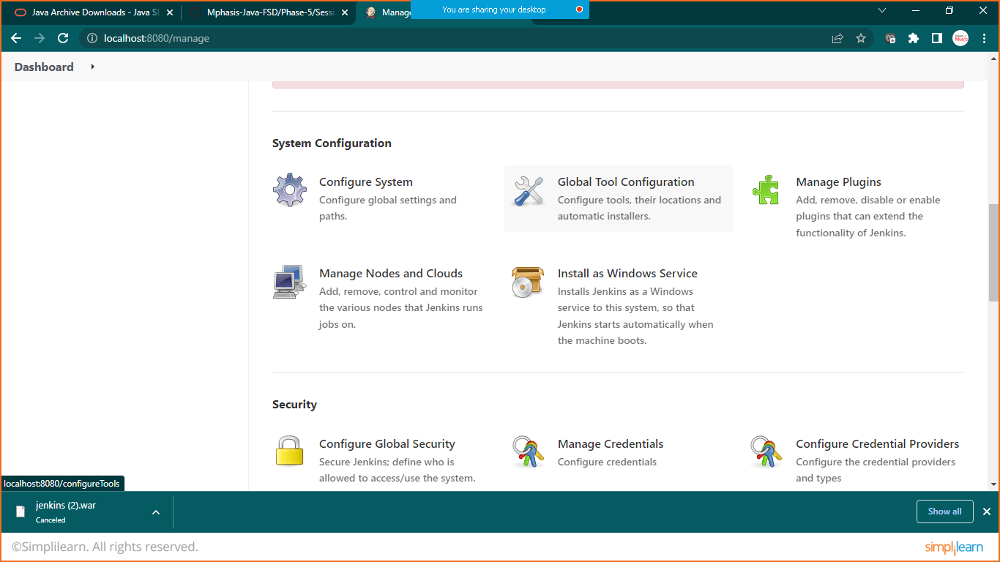 Java Archive Downloads - Java SE
Mphasis-Java-FSD/Phase-5/Sessi
Manage
You are sharing your desktop
localhost:8080/manage
Dashboard
System Configuration
Configure System
Configure global settings and
paths.
Global Tool Configuration
Configure tools, their locations and
automatic installers.
Manage Plugins
Add, remove, disable or enable
plugins that can extend the
functionality of Jenkins.
Manage Nodes and Clouds
Add, remove, control and monitor
the various nodes that Jenkins runs
jobs on.
Install as Windows Service
Installs Jenkins as a Windows
service to this system, so that
Jenkins starts automatically when
the machine boots.
Security
Configure Global Security
Secure Jenkins; define who is
allowed to access/use the system.
Manage Credentials
Configure credentials
Configure Credential Providers
Configure the credential providers
and types
localhost:8080/configureTools
jenkins (2).war
Canceled
Show all
©Simplilearn. All rights reserved.
simplilearn